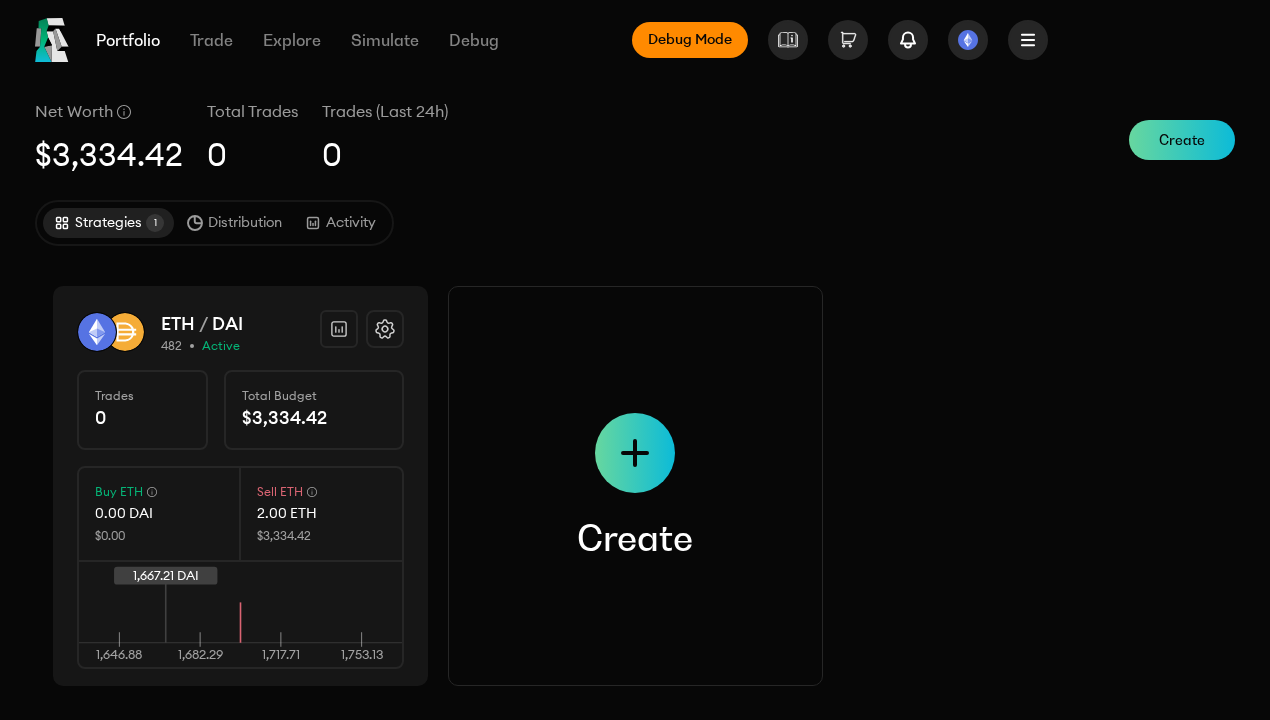 Portfolio
Trade
Explore
Simulate
Debug
Debug Mode
Net Worth
$3,334.42
Total Trades
0
Trades (Last 24h)
0
Create
Strategies 1
Distribution
Activity
ETH / DAI
482 • Active
Trades
0
Total Budget
$3,334.42
Buy ETH
0.00 DAI
$0.00
Sell ETH
2.00 ETH
$3,334.42
1,667.21 DAI
1,646.88
1,682.29
1,717.71
1,753.13
Create